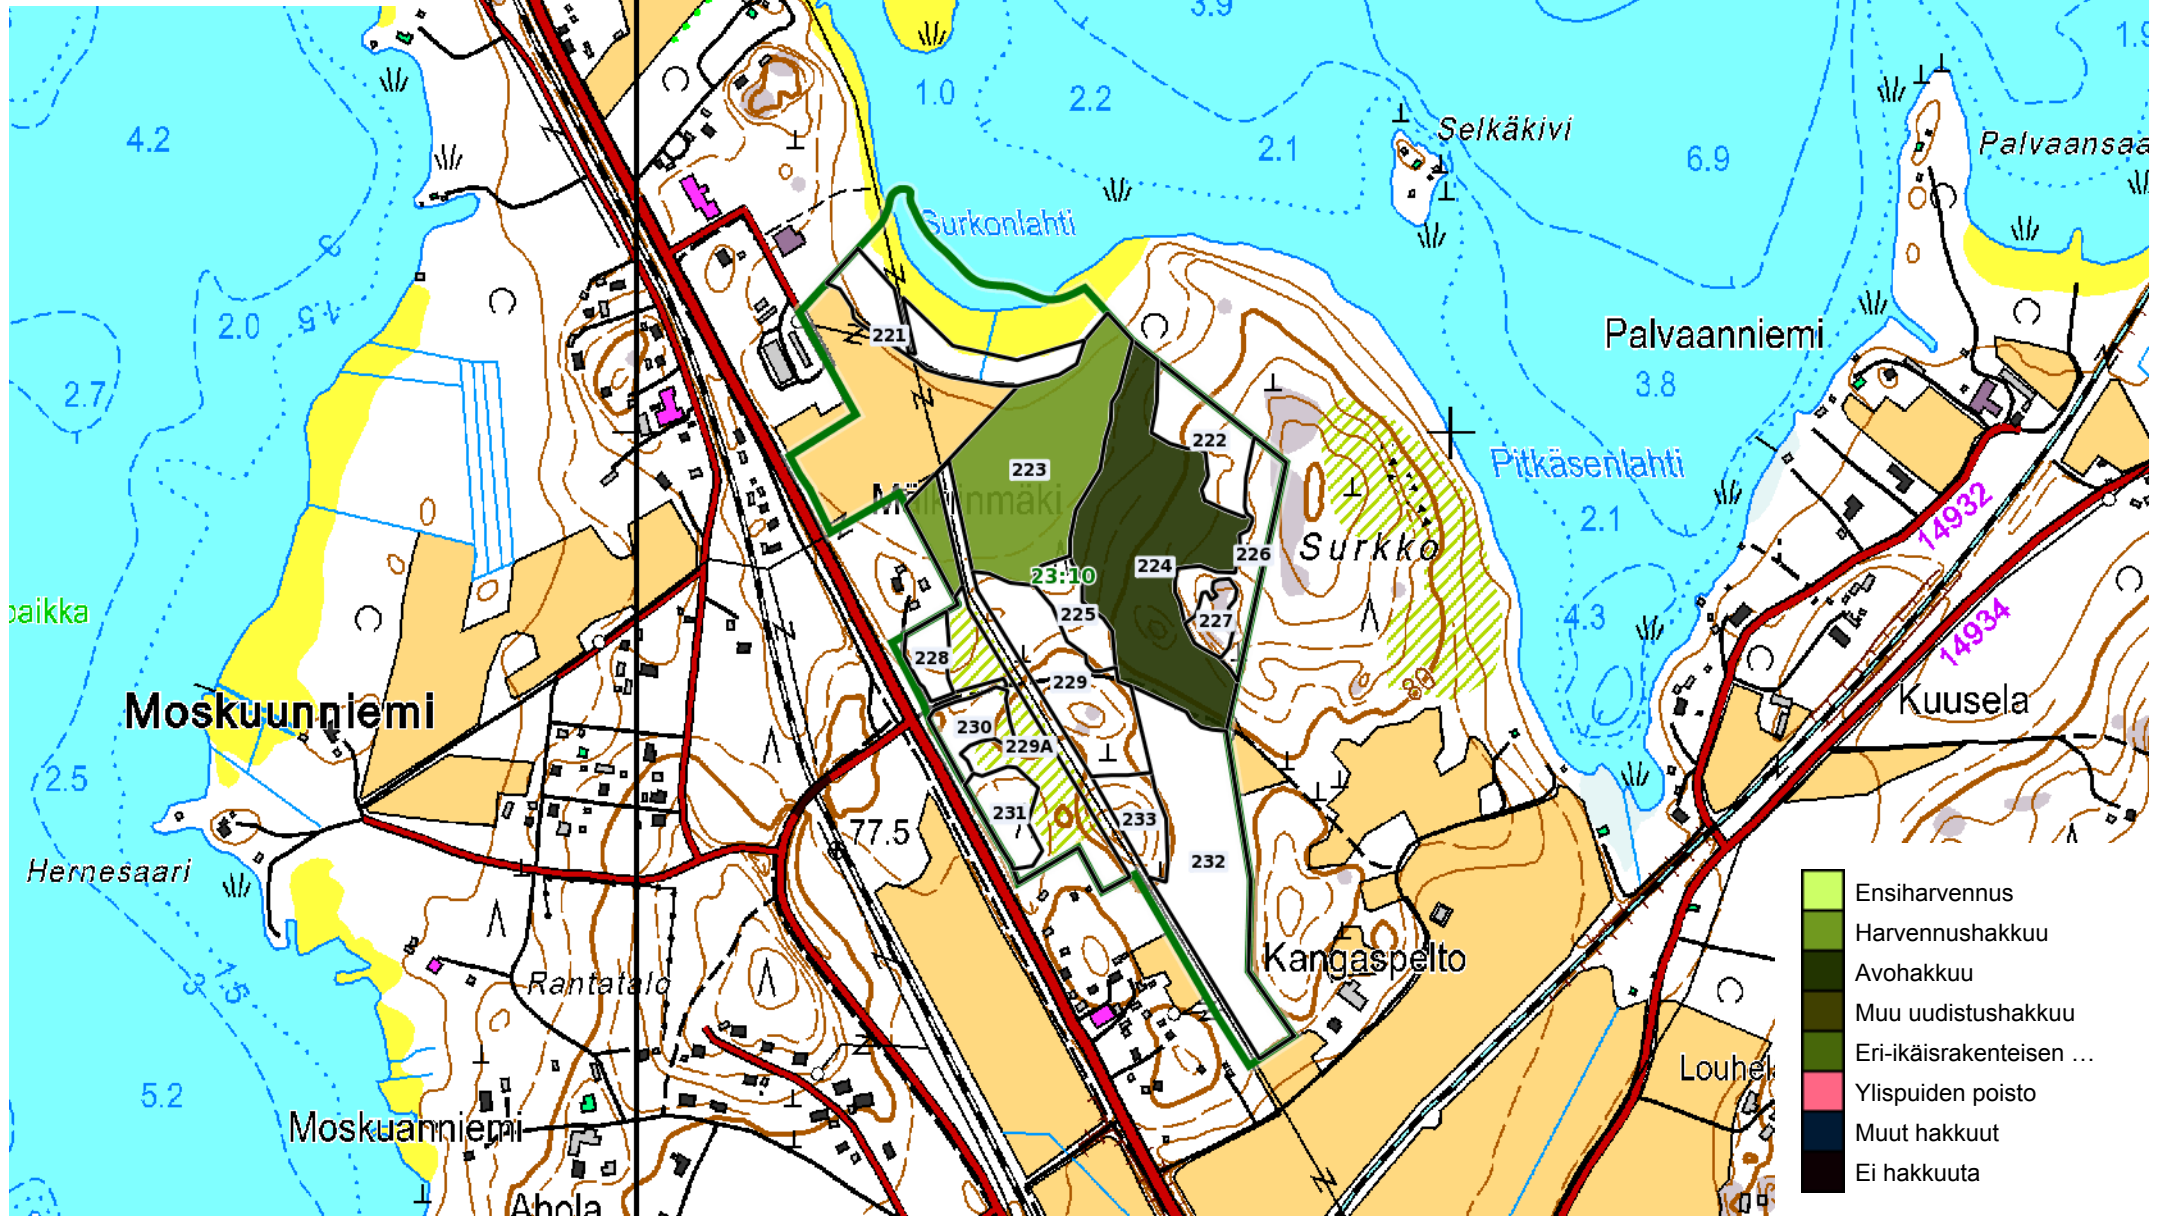 3.9
1.9
4.2
1.0
2.2
2.1
Selkäkivi
6.9
Palvaansaa
3
2.0
1.5
2.7
Surkonlahti
221
222
223
Mälkiinmäki
Palvaanniemi
3.8
Pitkäsenlahti
2.1
14932
Surkko
224
226
23:10
225
227
4.3
14934
paikka
228
229
Moskuunniemi
230
229A
Kuusela
2.5
231
77.5
233
232
Hernesaari
Rantatalo
Kangaspelto
3
1.5
5.2
Moskuanniemi
Ahola
Louhel
Ensiharvennus
Harvennushakkuu
Avohakkuu
Muu uudistushakkuu
Eri-ikäisrakenteisen …
Ylispuiden poisto
Muut hakkuut
Ei hakkuuta